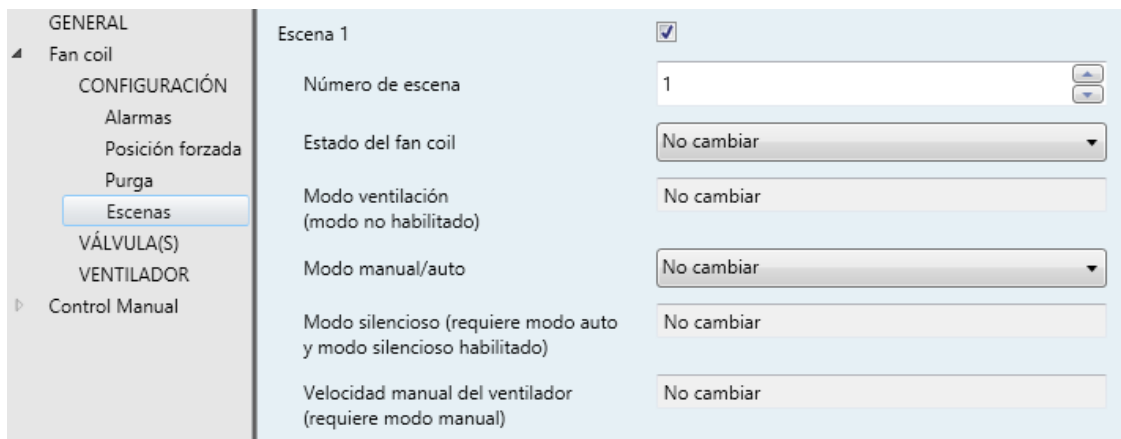 GENERAL
Fan coil
CONFIGURACIÓN
Alarmas
Posición forzada
Purga
Escenas
VÁLVULA(S)
VENTILADOR
Control Manual
Escena 1
Número de escena
1
Estado del fan coil
No cambiar
Modo ventilación
(modo no habilitado)
No cambiar
Modo manual/auto
No cambiar
Modo silencioso (requiere modo auto
y modo silencioso habilitado)
No cambiar
Velocidad manual del ventilador
(requiere modo manual)
No cambiar